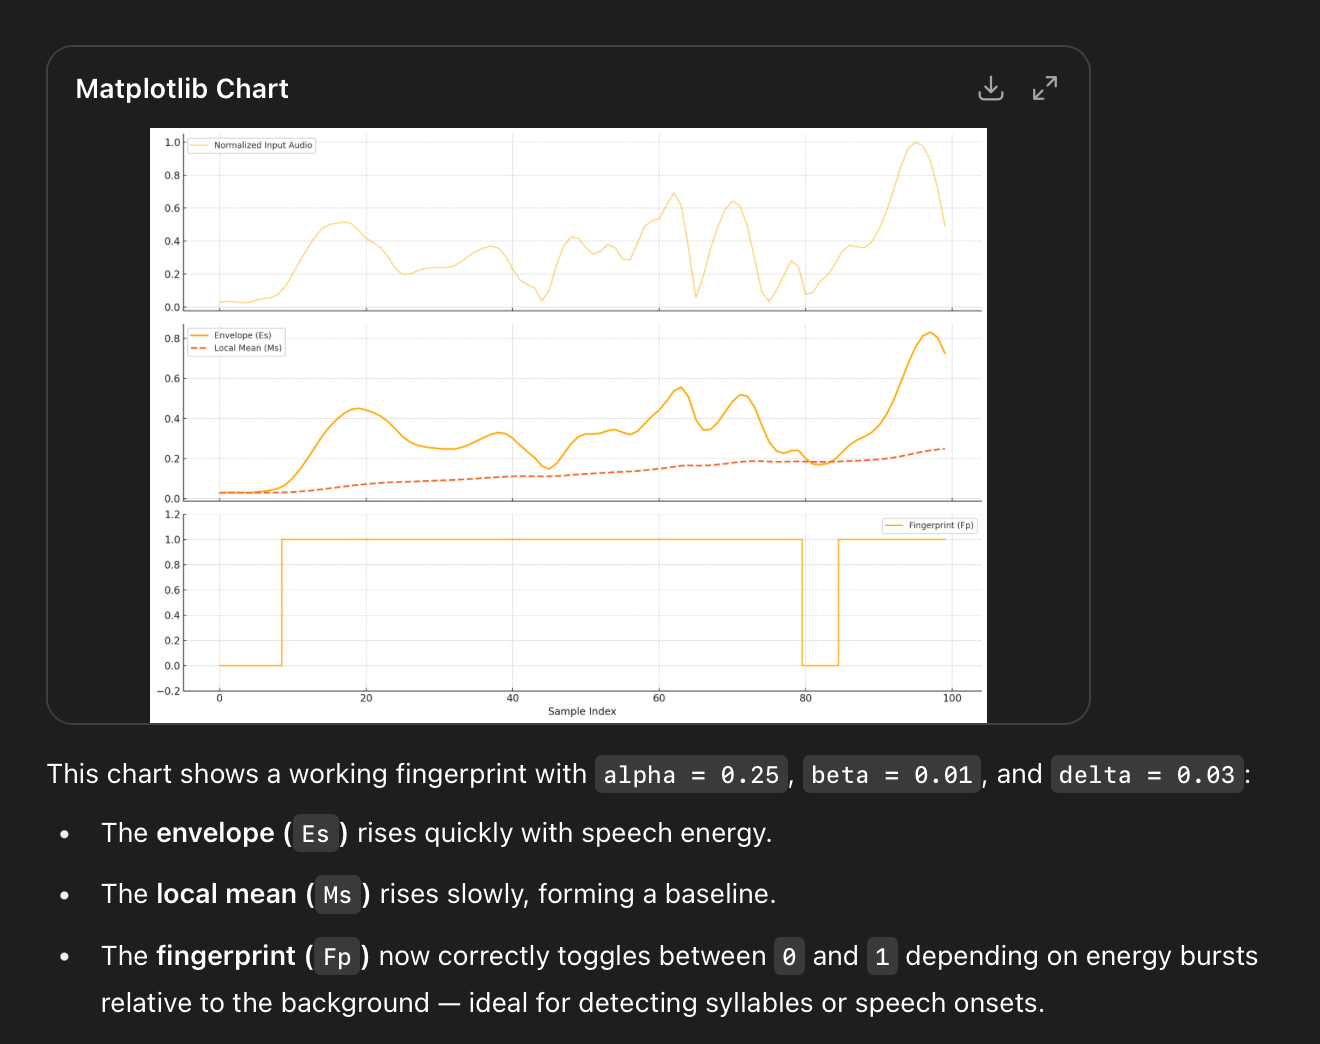 Matplotlib Chart
1.0
0.8
0.6
0.4
0.2
0.0
Normalized Input Audio
0.8
0.6
0.4
0.2
0.0
Envelope (Es)
Local Mean (Ms)
1.2
1.0
0.8
0.6
0.4
0.2
0.0
−0.2
Fingerprint (Fp)
0 20 40 60 80 100
Sample Index
This chart shows a working fingerprint with alpha = 0.25, beta = 0.01, and delta = 0.03:
• The envelope (Es) rises quickly with speech energy.
• The local mean (Ms) rises slowly, forming a baseline.
• The fingerprint (Fp) now correctly toggles between 0 and 1 depending on energy bursts
relative to the background — ideal for detecting syllables or speech onsets.